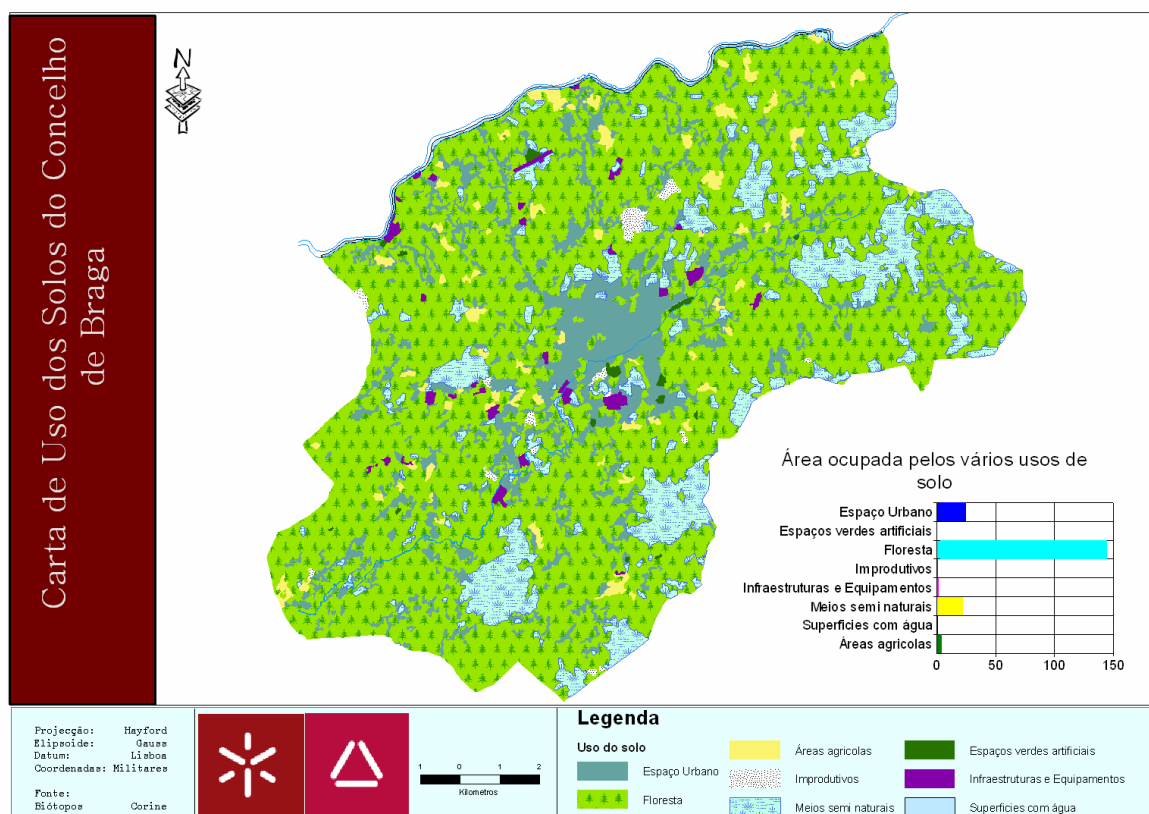 Carta de Uso dos Solos do Concelho
de Braga
N
Área ocupada pelos vários usos de
solo
Espaço Urbano
Espaços verdes artificiais
Floresta
Improdutivos
Infraestruturas e Equipamentos
Meios semi naturais
Superficies com água
Áreas agricolas
0 50 100 150
Projecção: Hayford
Elipsoide: Gauss
Datum: Lisboa
Coordenadas: Militares
Fonte:
Biótopos Corine
1 0 1 2
Kilometros
Legenda
Uso do solo
Espaço Urbano
Floresta
Áreas agricolas
Improdutivos
Meios semi naturais
Espaços verdes artificiais
Infraestruturas e Equipamentos
Superficies com água